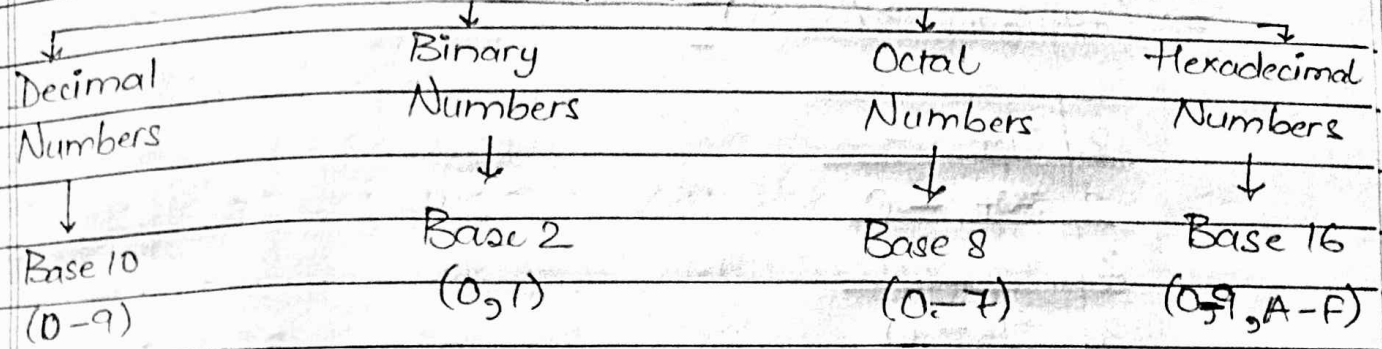 Decimal Numbers
Base 10
(0-9)
Binary Numbers
Base 2
(0,1)
Octal Numbers
Base 8
(0-7)
Hexadecimal Numbers
Base 16
(0-9,A-F)